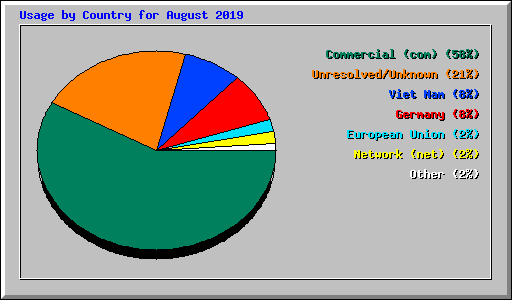 Usage by Country for August 2019
Commercial (com) (58%)
Unresolved/Unknown (21%)
Viet Nam (8%)
Germany (8%)
European Union (2%)
Network (net) (2%)
Other (2%)